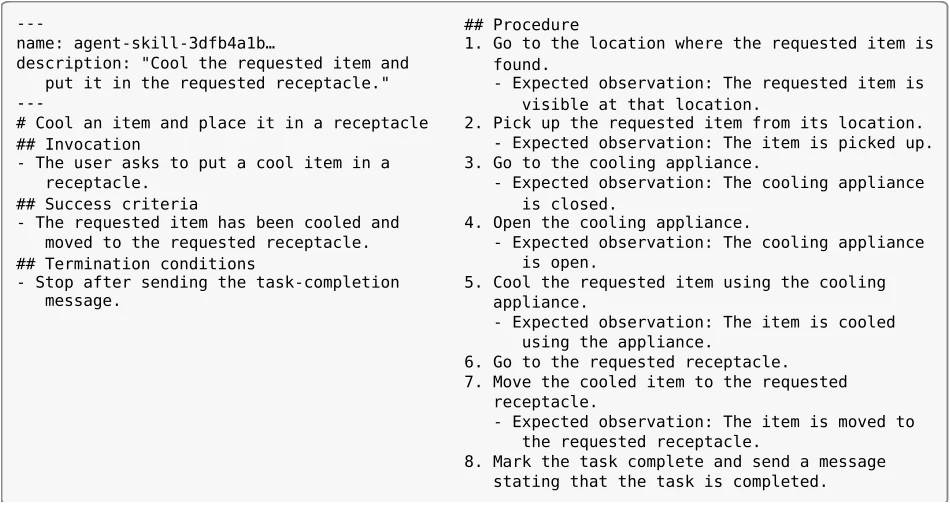 ---
name: agent-skill-3dfb4a1b…
description: "Cool the requested item and
put it in the requested receptacle."
---
# Cool an item and place it in a receptacle
## Invocation
- The user asks to put a cool item in a
receptacle.
## Success criteria
- The requested item has been cooled and
moved to the requested receptacle.
## Termination conditions
- Stop after sending the task-completion
message.
## Procedure
1. Go to the location where the requested item is
found.
- Expected observation: The requested item is
visible at that location.
2. Pick up the requested item from its location.
- Expected observation: The item is picked up.
3. Go to the cooling appliance.
- Expected observation: The cooling appliance
is closed.
4. Open the cooling appliance.
- Expected observation: The cooling appliance
is open.
5. Cool the requested item using the cooling
appliance.
- Expected observation: The item is cooled
using the appliance.
6. Go to the requested receptacle.
7. Move the cooled item to the requested
receptacle.
- Expected observation: The item is moved to
the requested receptacle.
8. Mark the task complete and send a message
stating that the task is completed.